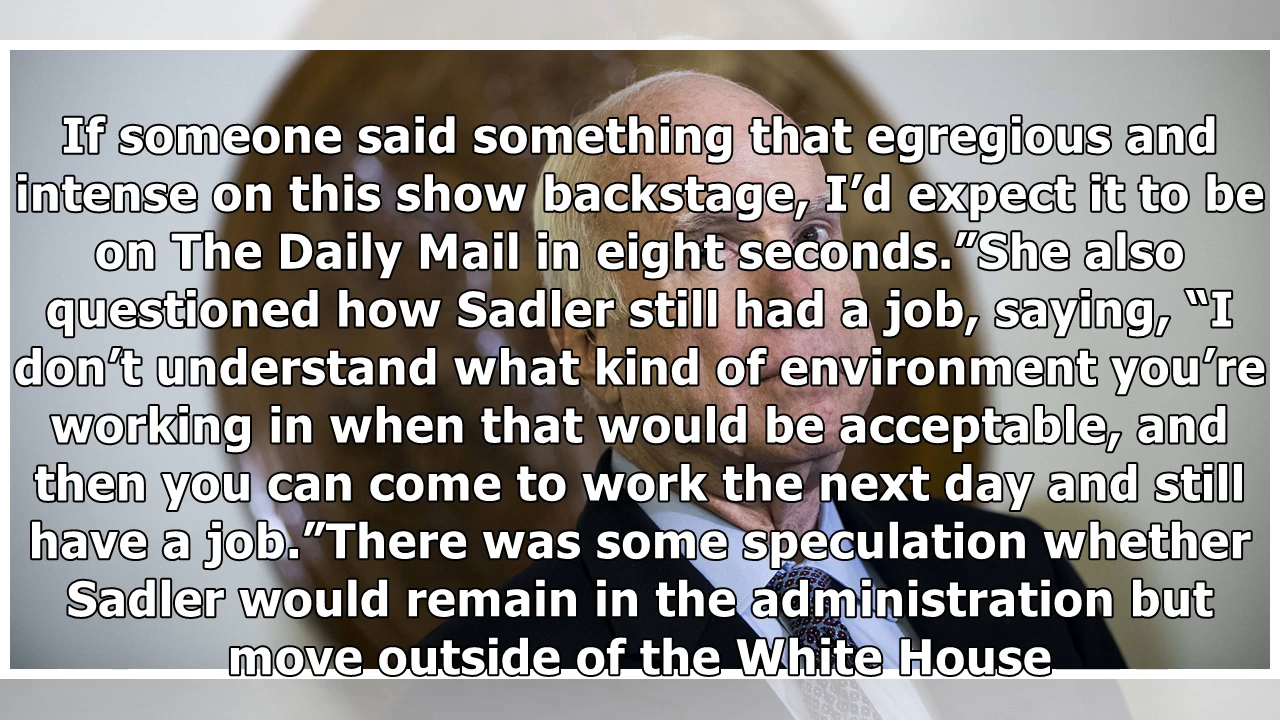 If someone said something that egregious and
intense on this show backstage, I’d expect it to be
on The Daily Mail in eight seconds.”She also
questioned how Sadler still had a job, saying, “I
don’t understand what kind of environment you’re
working in when that would be acceptable, and
then you can come to work the next day and still
have a job.”There was some speculation whether
Sadler would remain in the administration but
move outside of the White House